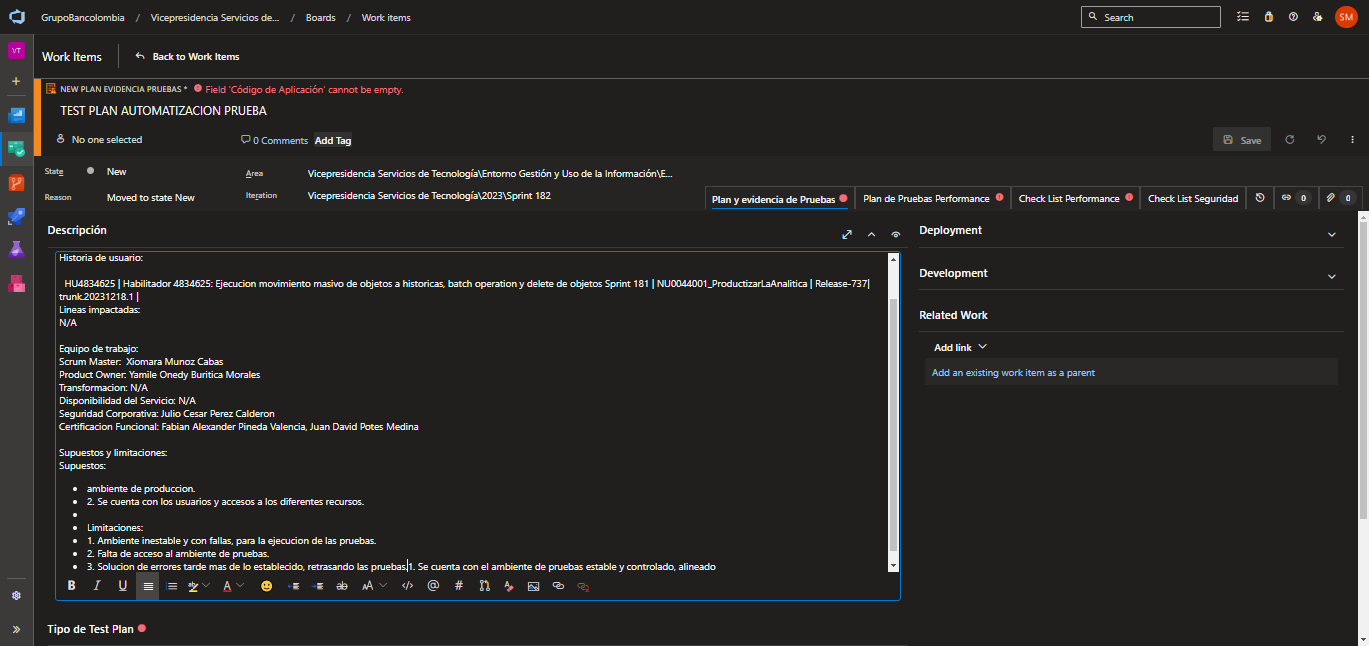 GrupoBancolombia / Vicepresidencia Servicios de... / Boards / Work items
Search
SM
VT
Work Items
Back to Work Items
NEW PLAN EVIDENCIA PRUEBAS * Field 'Código de Aplicación' cannot be empty.
TEST PLAN AUTOMATIZACION PRUEBA
No one selected
0 Comments
Add Tag
Save
State
New
Area
Vicepresidencia Servicios de Tecnología\Entorno Gestión y Uso de la Información\E...
Reason
Moved to state New
Iteration
Vicepresidencia Servicios de Tecnología\2023\Sprint 182
Plan y evidencia de Pruebas
Plan de Pruebas Performance
Check List Performance
Check List Seguridad
0
0
Descripción
Historia de usuario:
HU4834625 | Habilitador 4834625: Ejecucion movimiento masivo de objetos a historicas, batch operation y delete de objetos Sprint 181 | NU0044001_ProductizarLaAnalitica | Release-737|
trunk.20231218.1 |
Lineas impactadas:
N/A
Equipo de trabajo:
Scrum Master: Xiomara Munoz Cabas
Product Owner: Yamile Onedy Buritica Morales
Transformacion: N/A
Disponibilidad del Servicio: N/A
Seguridad Corporativa: Julio Cesar Perez Calderon
Certificacion Funcional: Fabian Alexander Pineda Valencia, Juan David Potes Medina
Supuestos y limitaciones:
Supuestos:
• ambiente de produccion.
• 2. Se cuenta con los usuarios y accesos a los diferentes recursos.
•
• Limitaciones:
• 1. Ambiente inestable y con fallas, para la ejecucion de las pruebas.
• 2. Falta de acceso al ambiente de pruebas.
• 3. Solucion de errores tarde mas de lo establecido, retrasando las pruebas.1. Se cuenta con el ambiente de pruebas estable y controlado, alineado
Tipo de Test Plan
Deployment
Development
Related Work
Add link
Add an existing work item as a parent